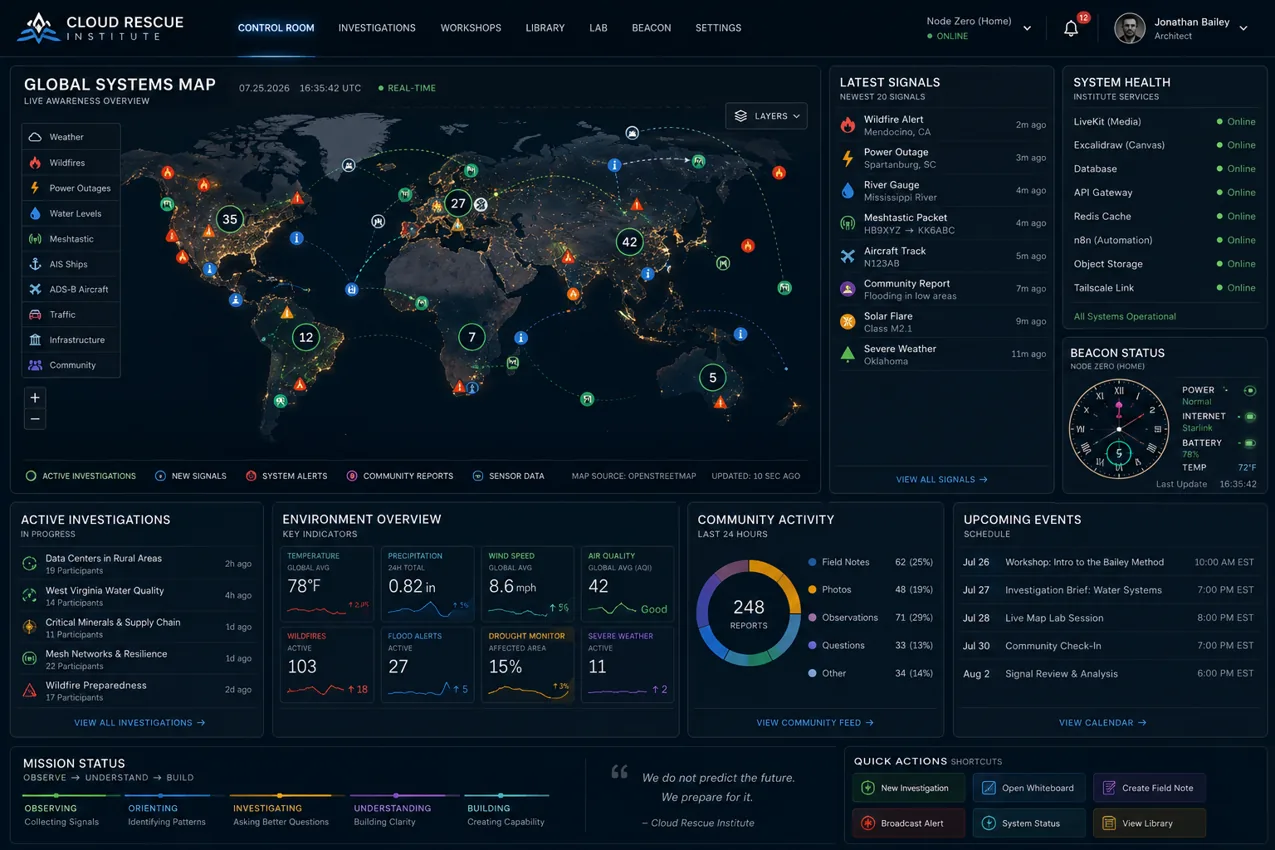 CLOUD RESCUE
INSTITUTE
CONTROL ROOM
INVESTIGATIONS
WORKSHOPS
LIBRARY
LAB
BEACON
SETTINGS
Node Zero (Home)
ONLINE
12
Jonathan Bailey
Architect
GLOBAL SYSTEMS MAP
LIVE AWARENESS OVERVIEW
07.25.2026
16:35:42 UTC
REAL-TIME
LAYERS
Weather
Wildfires
Power Outages
Water Levels
Meshtastic
AIS Ships
ADS-B Aircraft
Traffic
Infrastructure
Community
+
−
35
27
42
12
7
5
ACTIVE INVESTIGATIONS
NEW SIGNALS
SYSTEM ALERTS
COMMUNITY REPORTS
SENSOR DATA
MAP SOURCE: OPENSTREETMAP
UPDATED: 10 SEC AGO
LATEST SIGNALS
NEWEST 20 SIGNALS
Wildfire Alert
Mendocino, CA
2m ago
Power Outage
Spartanburg, SC
3m ago
River Gauge
Mississippi River
4m ago
Meshtastic Packet
HB9XYZ → KK6ABC
4m ago
Aircraft Track
N123AB
5m ago
Community Report
Flooding in low areas
7m ago
Solar Flare
Class M2.1
9m ago
Severe Weather
Oklahoma
11m ago
VIEW ALL SIGNALS →
SYSTEM HEALTH
INSTITUTE SERVICES
LiveKit (Media) Online
Excalidraw (Canvas) Online
Database Online
API Gateway Online
Redis Cache Online
n8n (Automation) Online
Object Storage Online
Tailscale Link Online
All Systems Operational
BEACON STATUS
NODE ZERO (HOME)
XII
XI
X
2
5
POWER
Normal
INTERNET
Starlink
BATTERY
78%
TEMP 72°F
Last Update 16:35:42
ACTIVE INVESTIGATIONS
IN PROGRESS
Data Centers in Rural Areas
19 Participants
2h ago
West Virginia Water Quality
14 Participants
4h ago
Critical Minerals & Supply Chain
11 Participants
1d ago
Mesh Networks & Resilience
22 Participants
1d ago
Wildfire Preparedness
17 Participants
2d ago
VIEW ALL INVESTIGATIONS →
ENVIRONMENT OVERVIEW
KEY INDICATORS
TEMPERATURE
GLOBAL AVG
78°F
PRECIPITATION
24H TOTAL
0.82 in
WIND SPEED
GLOBAL AVG
8.6 mph
AIR QUALITY
GLOBAL AVG (AQI)
42
Good
WILDFIRES
ACTIVE
103
↑ 18
FLOOD ALERTS
ACTIVE
27
↑ 5
DROUGHT MONITOR
AFFECTED AREA
15%
↑ 3%
SEVERE WEATHER
ACTIVE
11
↑ 2
COMMUNITY ACTIVITY
LAST 24 HOURS
248
REPORTS
Field Notes 62 (25%)
Photos 48 (19%)
Observations 71 (29%)
Questions 33 (13%)
Other 34 (14%)
VIEW COMMUNITY FEED →
UPCOMING EVENTS
SCHEDULE
Jul 26 Workshop: Intro to the Bailey Method 10:00 AM EST
Jul 27 Investigation Brief: Water Systems 7:00 PM EST
Jul 28 Live Map Lab Session 8:00 PM EST
Jul 30 Community Check-In 7:00 PM EST
Aug 2 Signal Review & Analysis 6:00 PM EST
VIEW CALENDAR →
MISSION STATUS
OBSERVE → UNDERSTAND → BUILD
OBSERVING
Collecting Signals
ORIENTING
Identifying Patterns
INVESTIGATING
Asking Better Questions
UNDERSTANDING
Building Clarity
BUILDING
Creating Capability
“
We do not predict the future.
We prepare for it.
– Cloud Rescue Institute
QUICK ACTIONS SHORTCUTS
New Investigation
Open Whiteboard
Create Field Note
Broadcast Alert
System Status
View Library